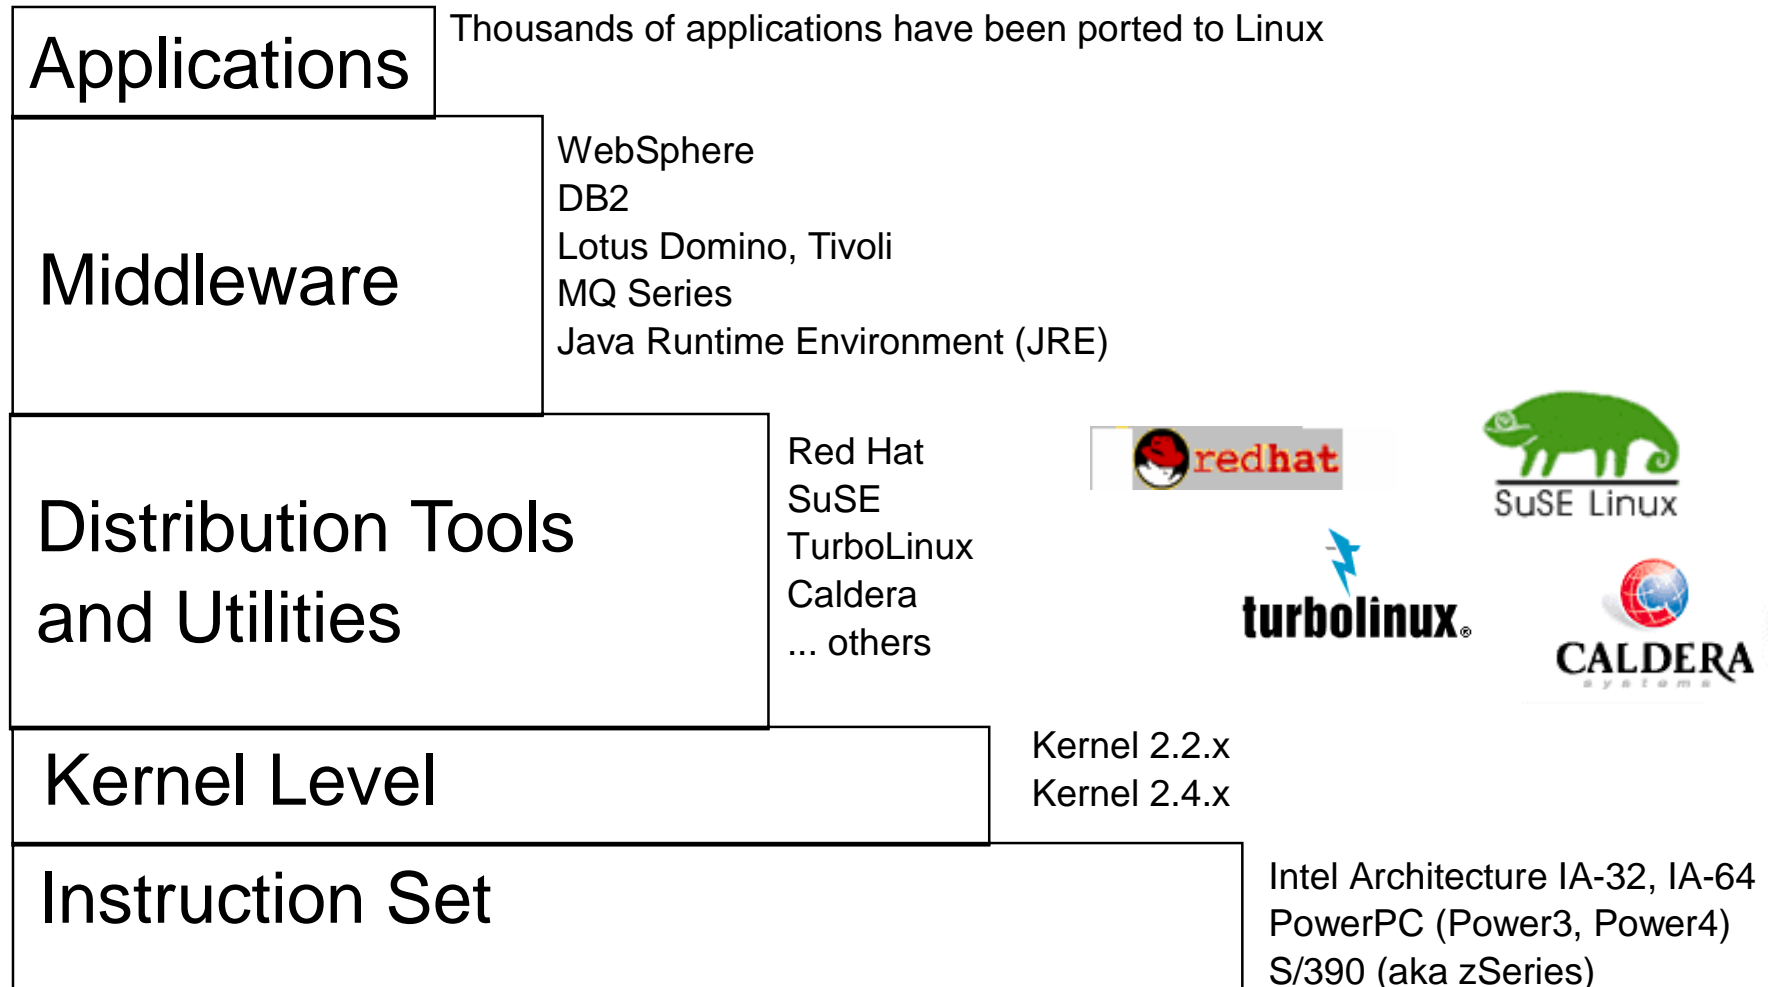 Applications
Thousands of applications have been ported to Linux
Middleware
WebSphere
DB2
Lotus Domino, Tivoli
MQ Series
Java Runtime Environment (JRE)
Distribution Tools
and Utilities
Red Hat
SuSE
TurboLinux
Caldera
... others
redhat
SuSE Linux
turbolinux®
CALDERA
systems
Kernel Level
Kernel 2.2.x
Kernel 2.4.x
Instruction Set
Intel Architecture IA-32, IA-64
PowerPC (Power3, Power4)
S/390 (aka zSeries)